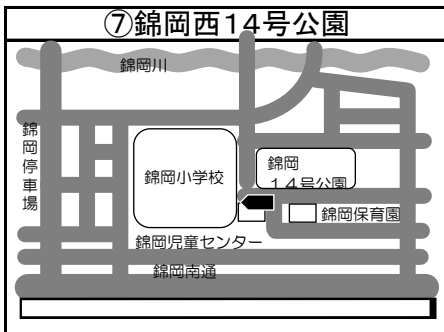 ⑦錦岡西14号公園
錦岡川
錦岡停車場
錦岡小学校
錦岡
14号公園
錦岡保育園
錦岡児童センター
錦岡南通